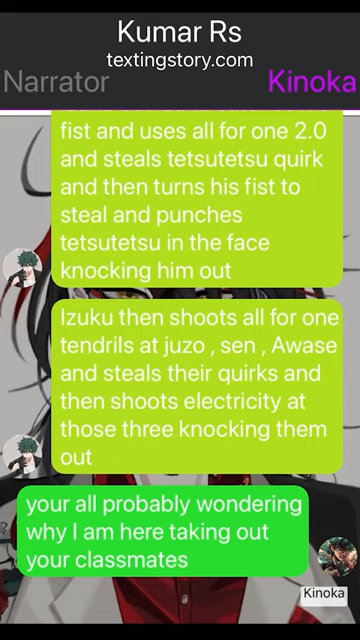 Kumar Rs
textingstory.com
Narrator
Kinoka
fist and uses all for one 2.0
and steals tetsutetsu quirk
and then turns his fist to
steal and punches
tetsutetsu in the face
knocking him out
Izuku then shoots all for one
tendrils at juzo , sen , Awase
and steals their quirks and
then shoots electricity at
those three knocking them
out
your all probably wondering
why I am here taking out
your classmates
Kinoka